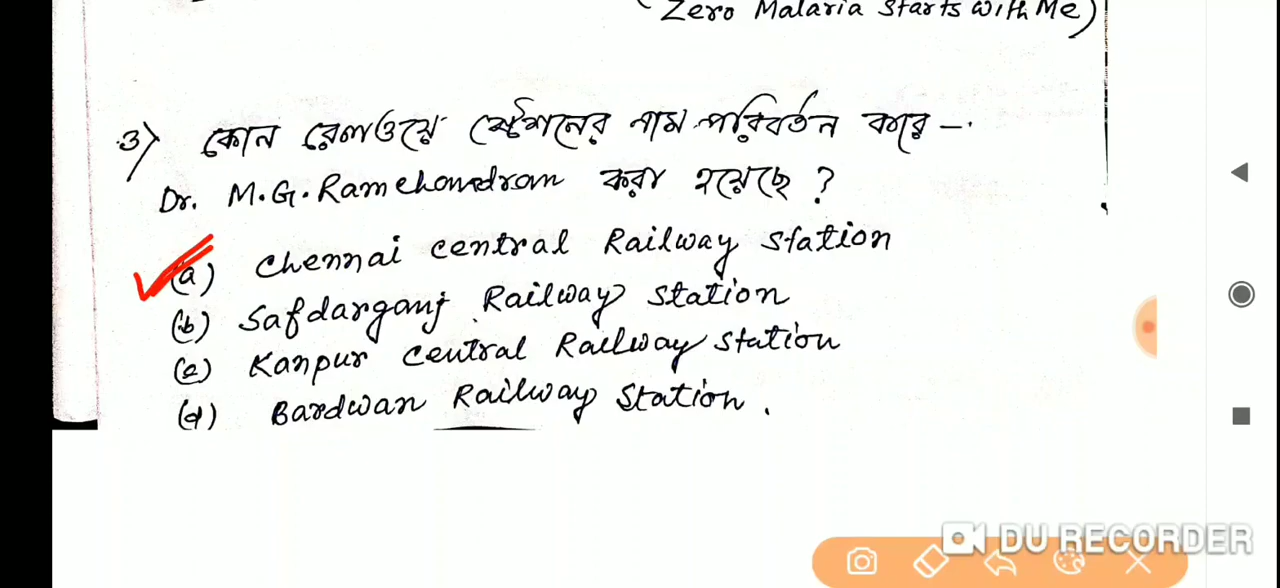 (Zero Malaria Starts With Me)
3) কোন রেলওয়ে স্টেশনের নাম পরিবর্তন করে —
Dr. M.G. Ramchandran করা হয়েছে ?
(a) Chennai central Railway Station
(b) Safdarganj Railway Station
(c) Kanpur Central Railway Station
(d) Bardwan Railway Station.
DU RECORDER